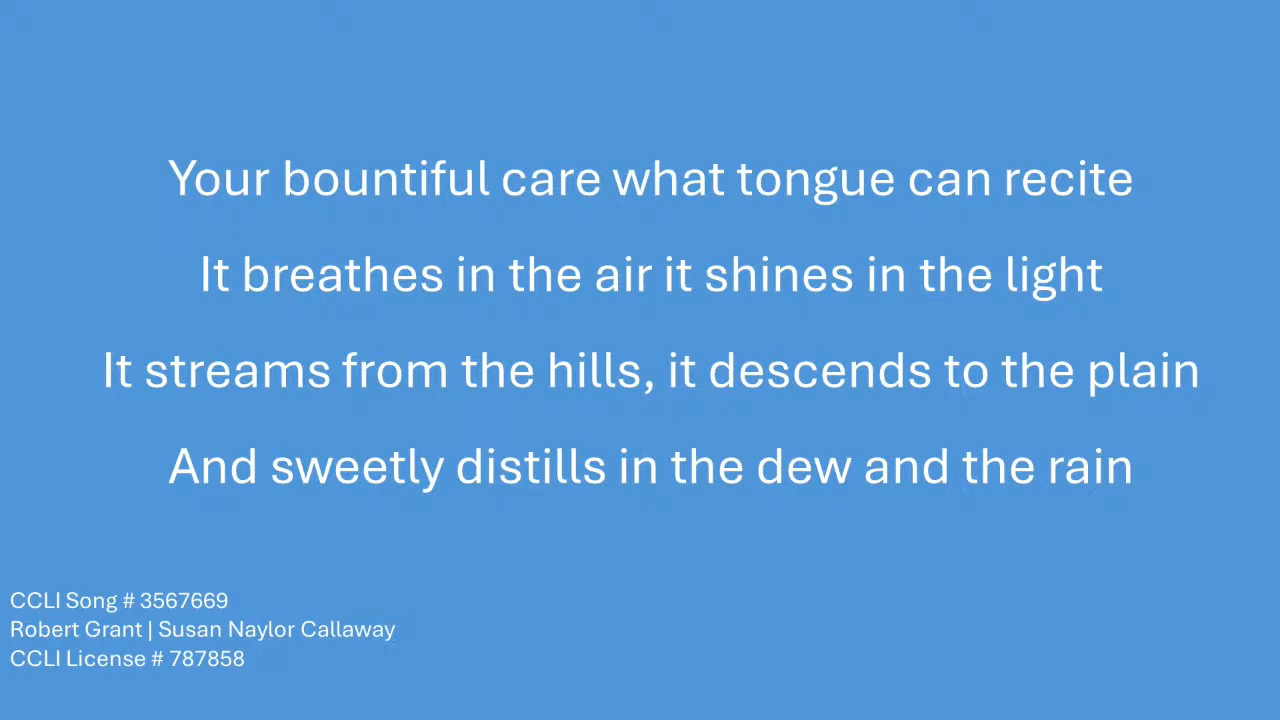 Your bountiful care what tongue can recite
It breathes in the air it shines in the light
It streams from the hills, it descends to the plain
And sweetly distills in the dew and the rain
CCLI Song # 3567669
Robert Grant | Susan Naylor Callaway
CCLI License # 787858